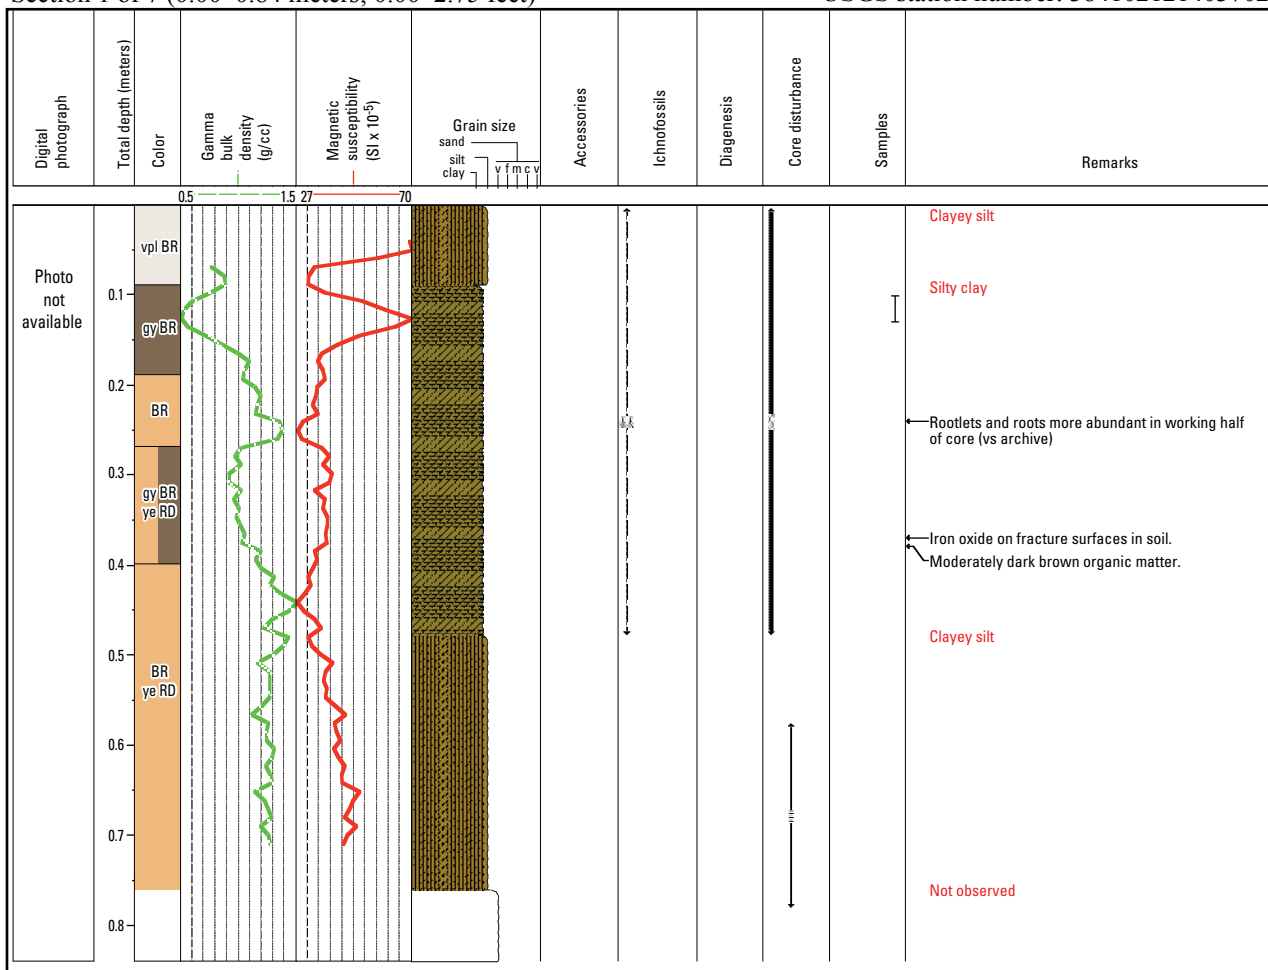 Digital photograph
Total depth (meters)
Color
Gamma bulk density (g/cc)
Magnetic susceptibility (SI x 10-5)
Grain size
sand
silt
clay
v f m c v
Accessories
Ichnofossils
Diagenesis
Core disturbance
Samples
Remarks
0.5 1.5 27 70
Clayey silt
vpl BR
Photo not available
0.1
Silty clay
gy BR
0.2
BR
Rootlets and roots more abundant in working half
of core (vs archive)
0.3
gy BR
ye RD
Iron oxide on fracture surfaces in soil.
Moderately dark brown organic matter.
0.4
Clayey silt
0.5
BR
ye RD
0.6
0.7
Not observed
0.8